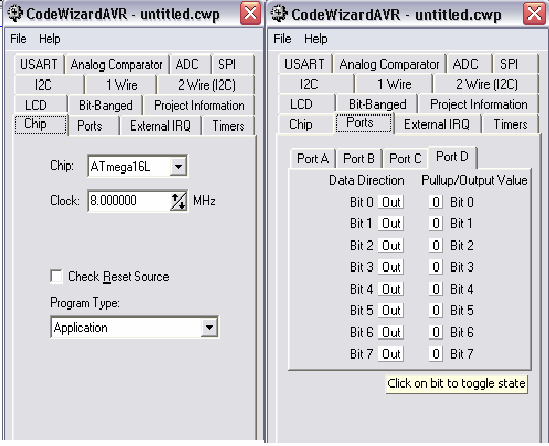 CodeWizardAVR - untitled.cwp
File Help
USART Analog Comparator ADC SPI
I2C 1 Wire 2 Wire (I2C)
LCD Bit-Banged Project Information
Chip Ports External IRQ Timers
Chip: ATmega16L
Clock: 8.000000 MHz
Check Reset Source
Program Type:
Application
CodeWizardAVR - untitled.cwp
File Help
USART Analog Comparator ADC SPI
I2C 1 Wire 2 Wire (I2C)
LCD Bit-Banged Project Information
Chip Ports External IRQ Timers
Port A Port B Port C Port D
Data Direction Pullup/Output Value
Bit 0 Out 0 Bit 0
Bit 1 Out 0 Bit 1
Bit 2 Out 0 Bit 2
Bit 3 Out 0 Bit 3
Bit 4 Out 0 Bit 4
Bit 5 Out 0 Bit 5
Bit 6 Out 0 Bit 6
Bit 7 Out 0 Bit 7
Click on bit to toggle state